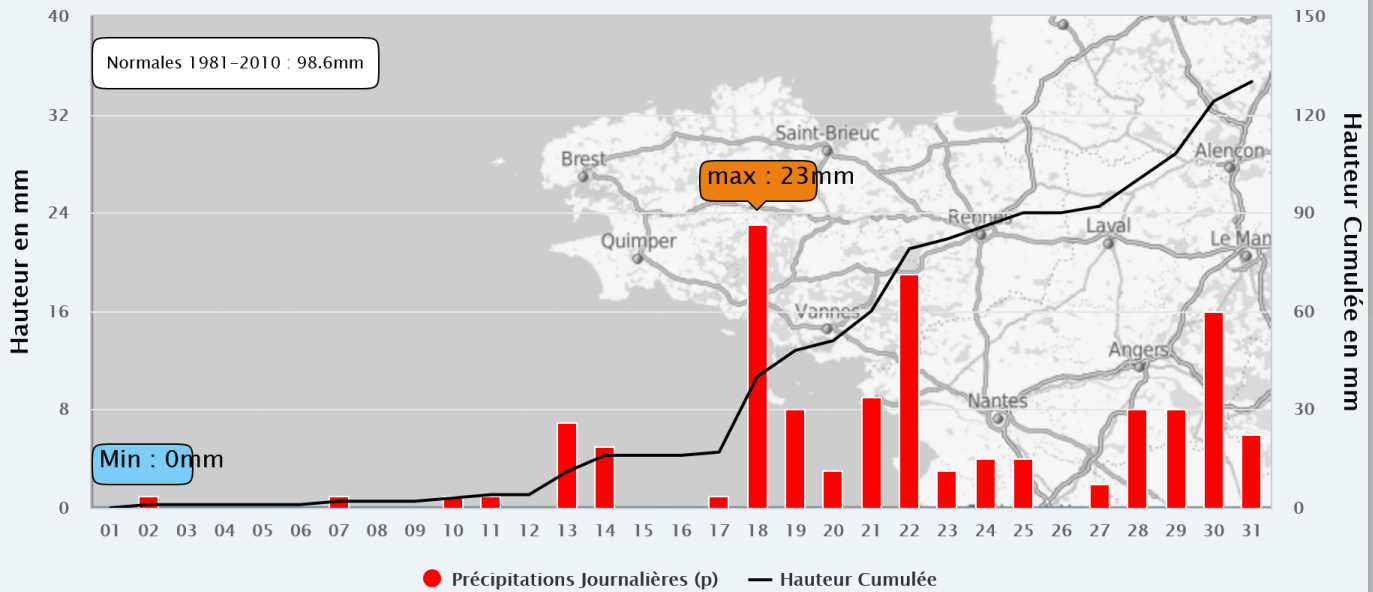 40
150
Normales 1981-2010 : 98.6mm
32
120
Saint-Brieuc
Brest
Alençon
max : 23mm
24
90
Rennes
Laval
Quimper
Le Man
Hauteur en mm
Hauteur Cumulée en mm
16
60
Vannes
Angers
Nantes
8
30
Min : 0mm
0
0
01 02 03 04 05 06 07 08 09 10 11 12 13 14 15 16 17 18 19 20 21 22 23 24 25 26 27 28 29 30 31
Précipitations Journalières (p) Hauteur Cumulée